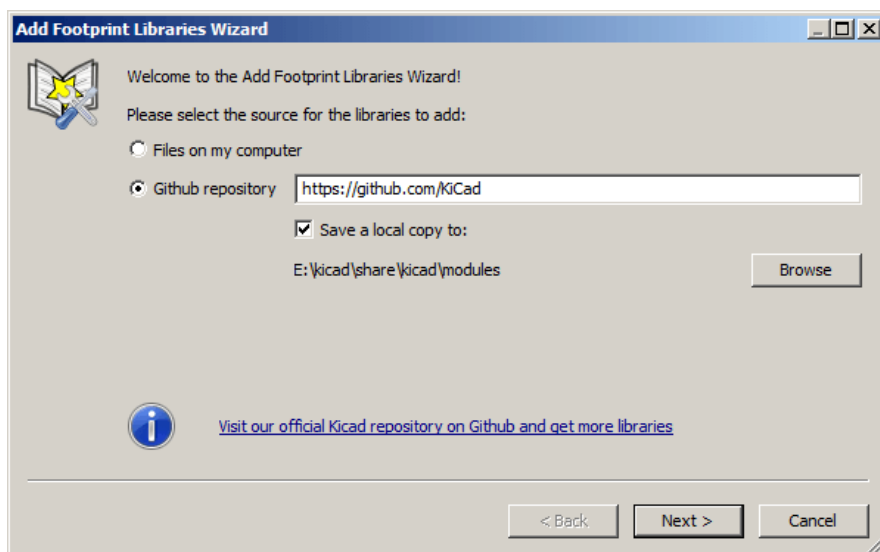 Add Footprint Libraries Wizard
Welcome to the Add Footprint Libraries Wizard!
Please select the source for the libraries to add:
Files on my computer
Github repository https://github.com/KiCad
Save a local copy to:
E:\kicad\share\kicad\modules Browse
Visit our official Kicad repository on Github and get more libraries
< Back Next > Cancel